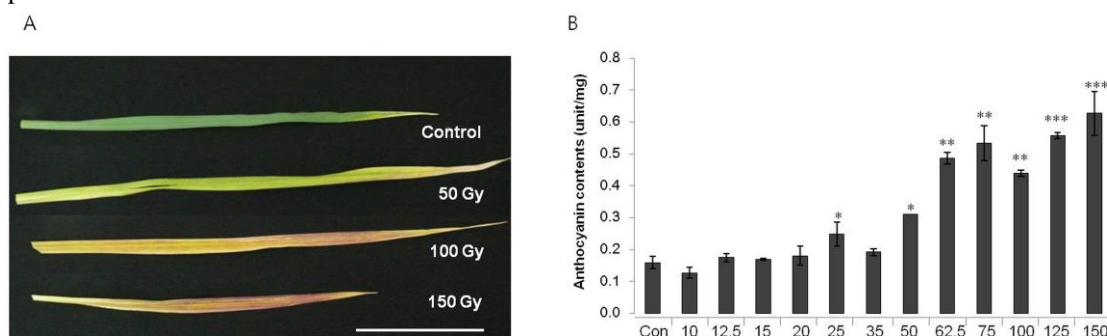 A
Control
50 Gy
100 Gy
150 Gy
B
Anthocyanin contents (unit/mg)
0.8
0.7
0.6
0.5
0.4
0.3
0.2
0.1
0.0
*
*
**
**
**
***
***
Con 10 12.5 15 20 25 35 50 62.5 75 100 125 150